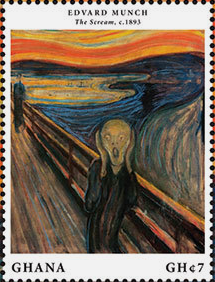 EDVARD MUNCH
The Scream, c.1893
GHANA GH¢7